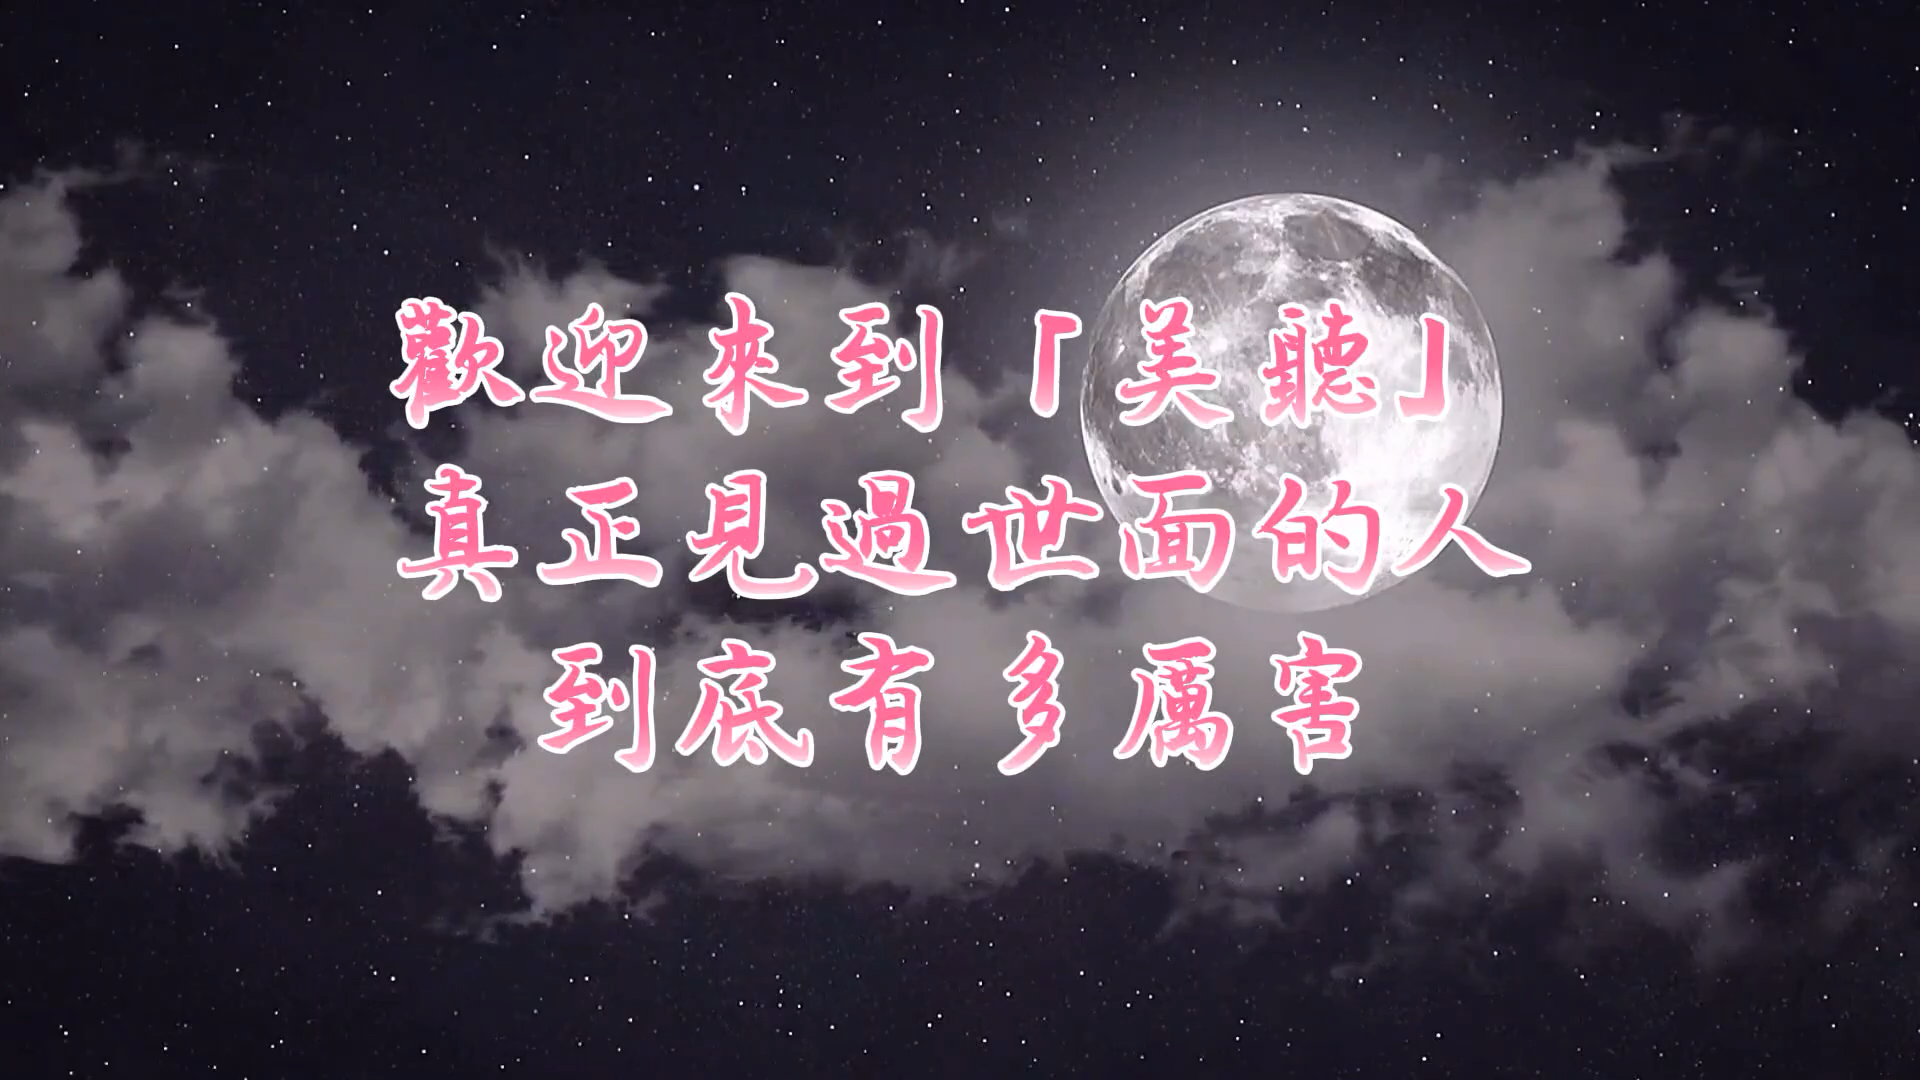 歡迎來到「美聽」
真正見過世面的人
到底有多厲害